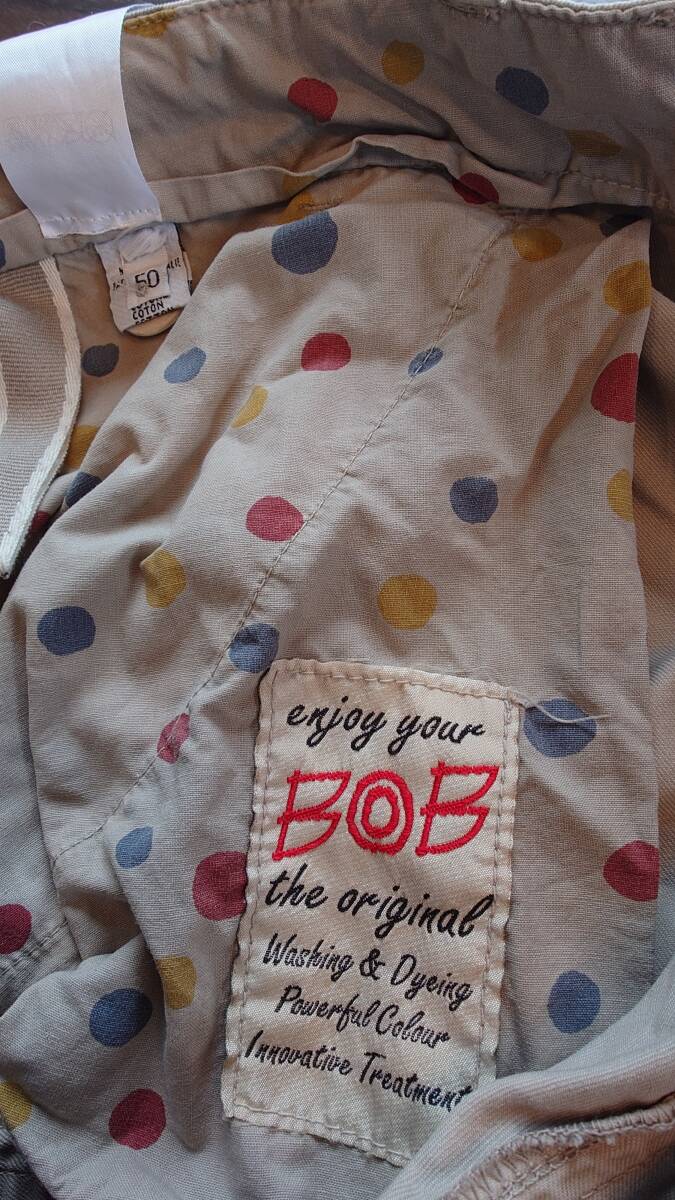 50
COTON
enjoy your
BOB
the original
Washing & Dyeing
Powerful Colour
Innovative Treatment